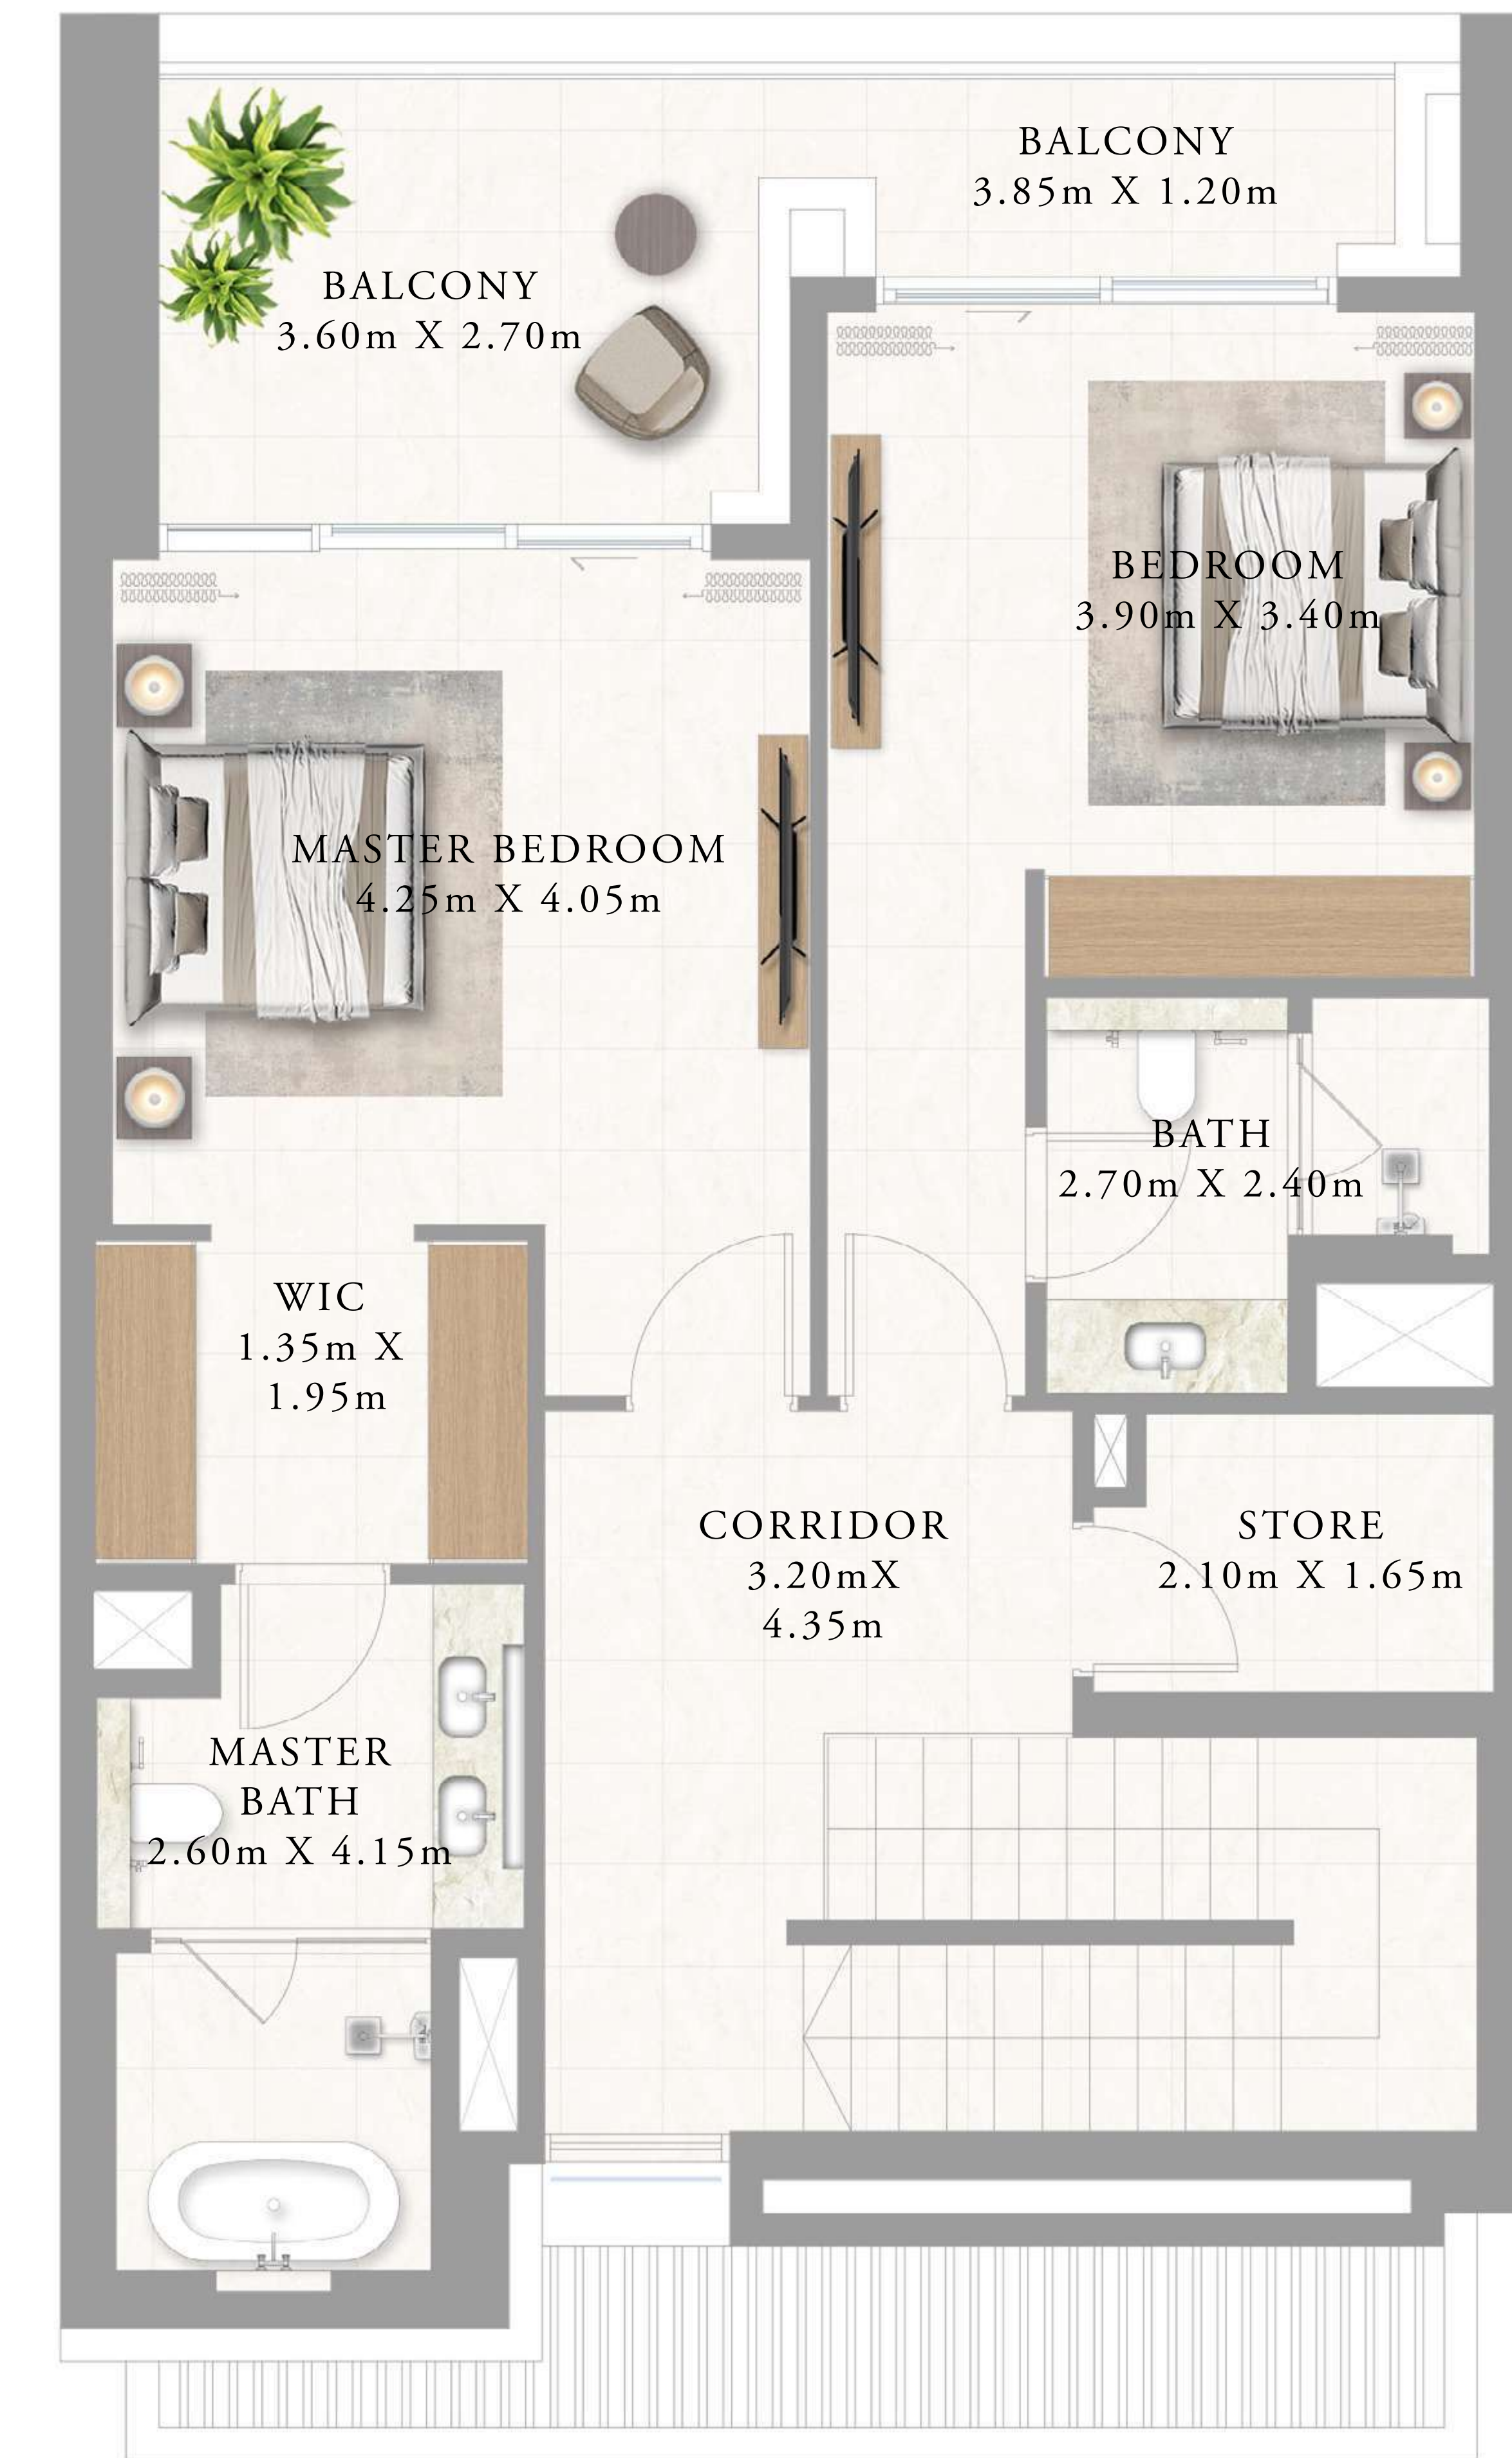 BALCONY
3.85m X 1.20m
BALCONY
3.60m X 2.70m
BEDROOM
3.90m X 3.40m
MASTER BEDROOM
4.25m X 4.05m
BATH
2.70m X 2.40m
WIC
1.35m X
1.95m
CORRIDOR
3.20mX
4.35m
STORE
2.10m X 1.65m
MASTER
BATH
2.60m X 4.15m